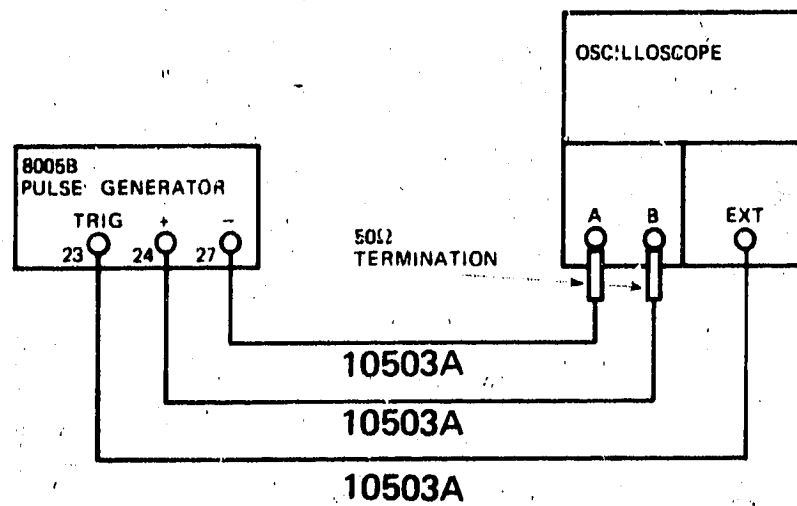 OSCILLOSCOPE
8005B
PULSE GENERATOR
TRIG + -
23 24 27
50Ω
TERMINATION
A B EXT
10503A
10503A
10503A